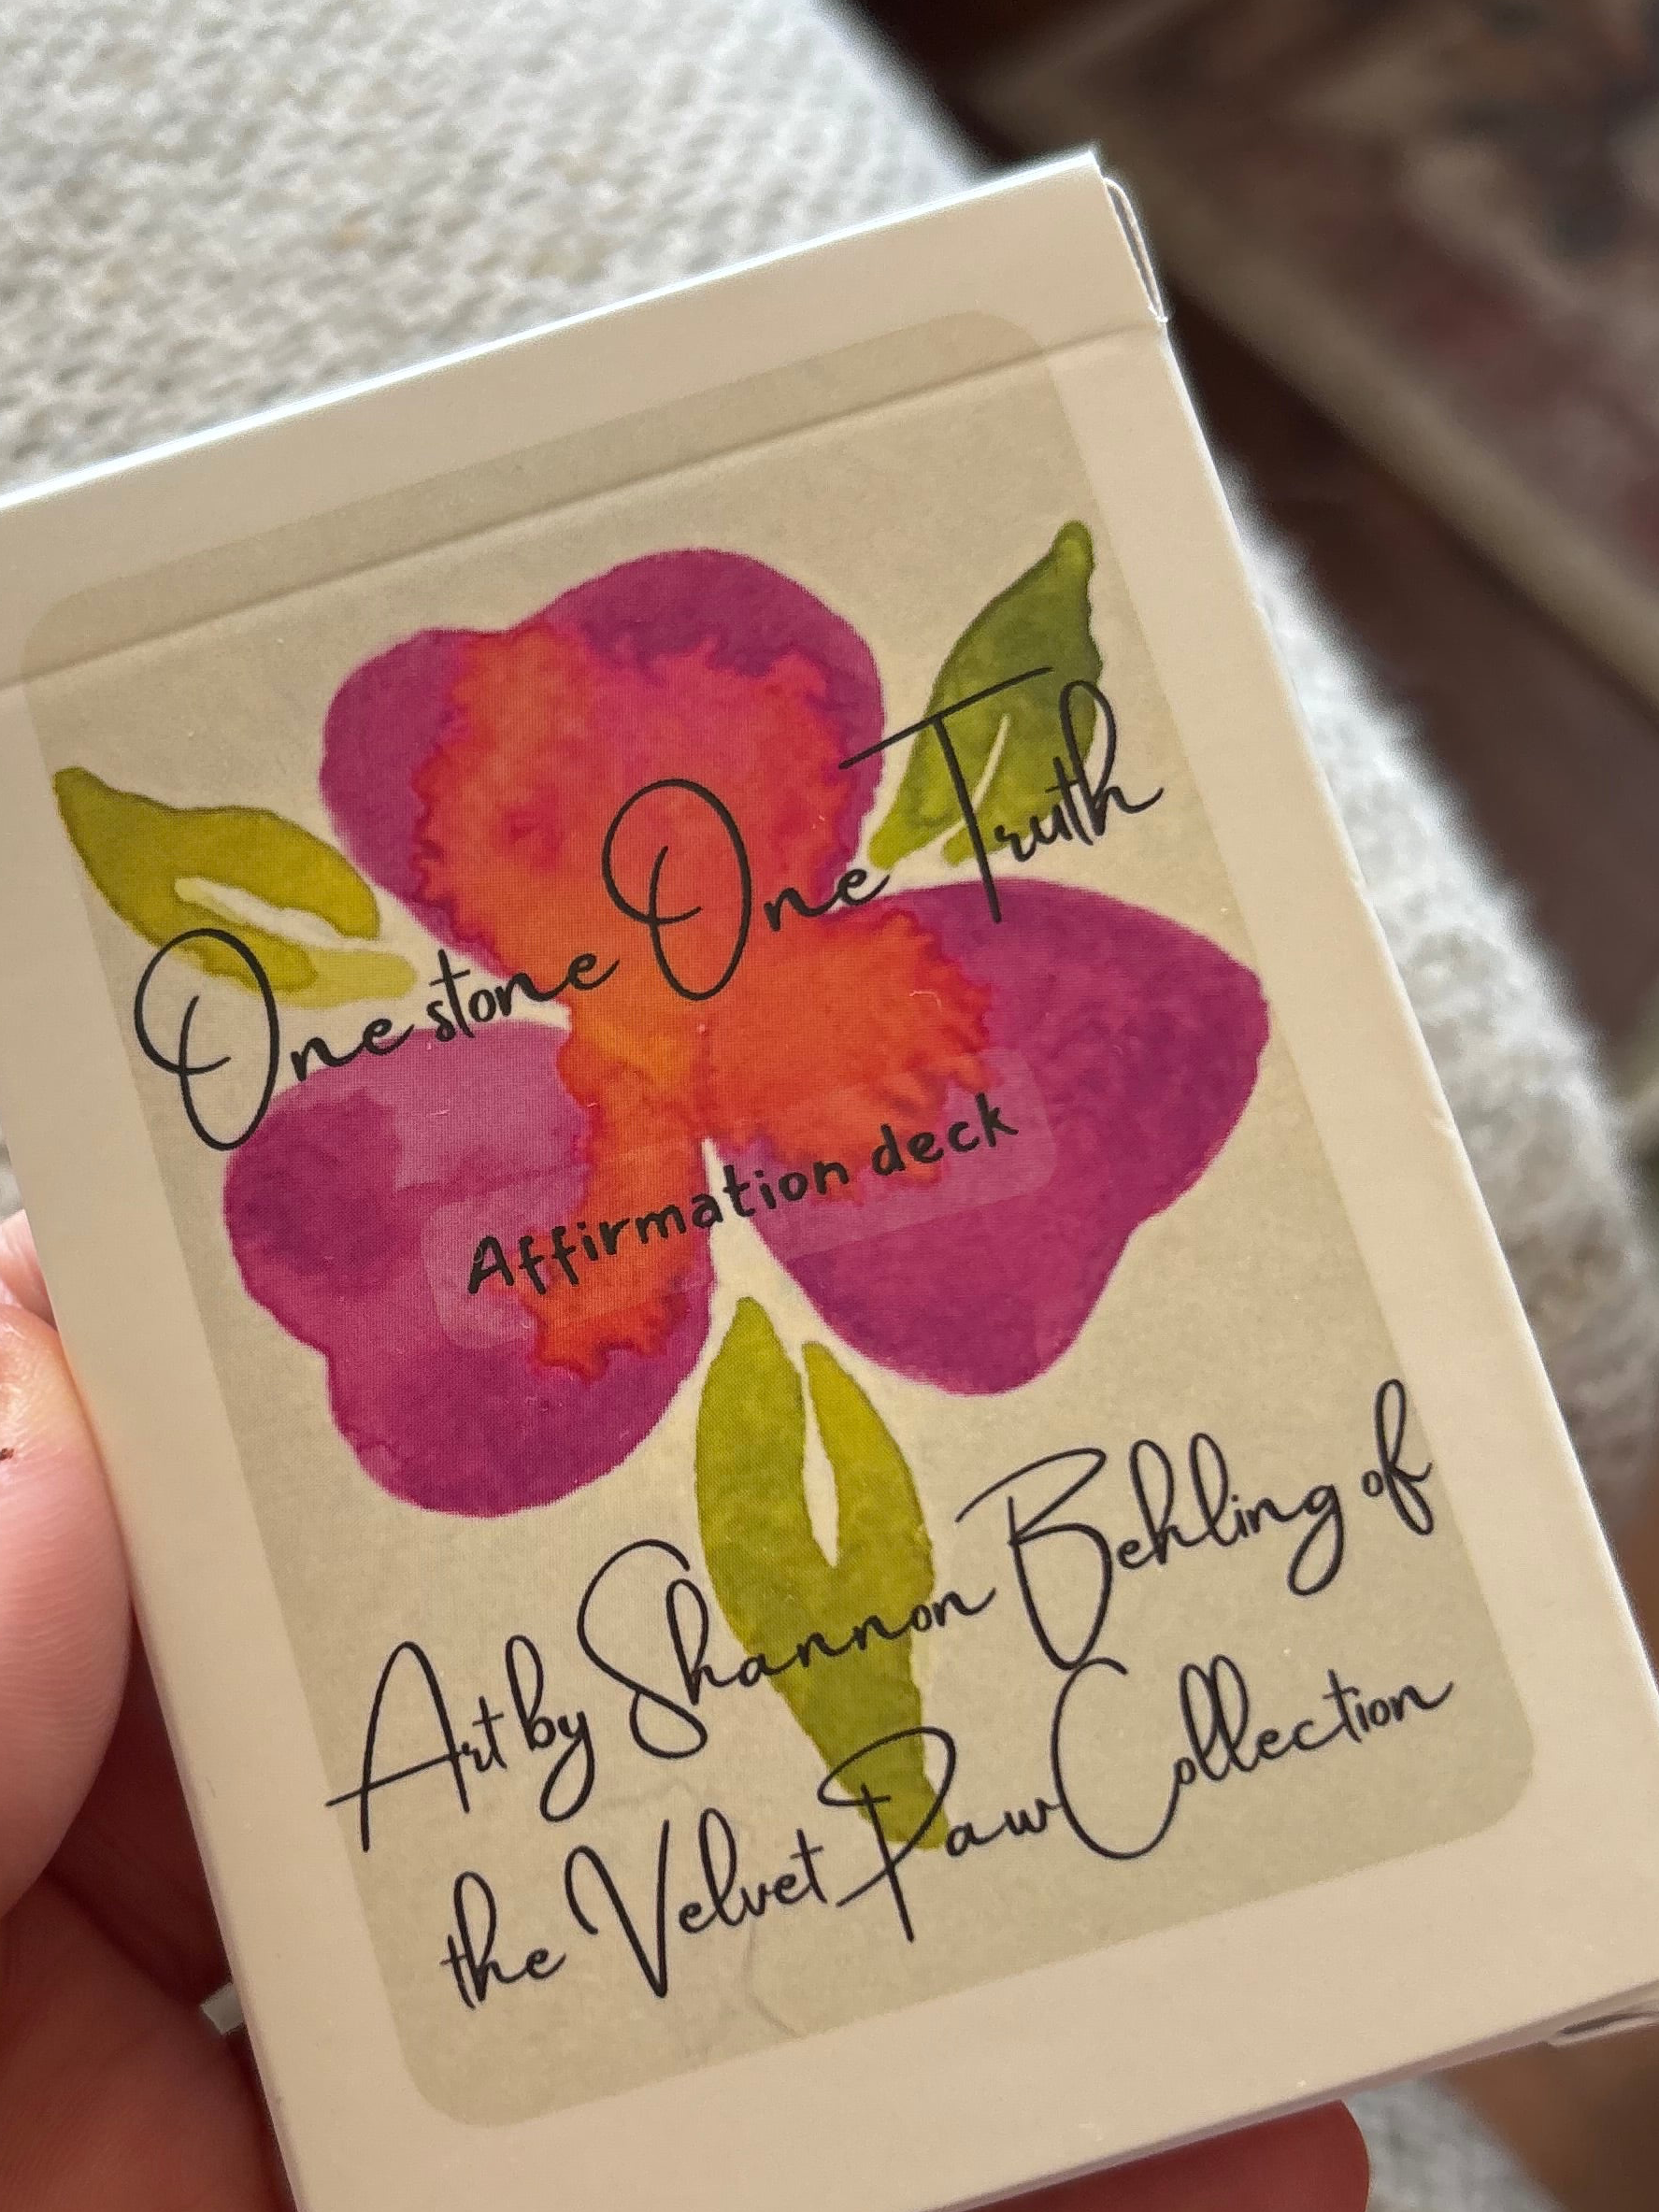 One stone One Truth
Affirmation deck
Art by Shannon Behling of
the Velvet Paw Collection